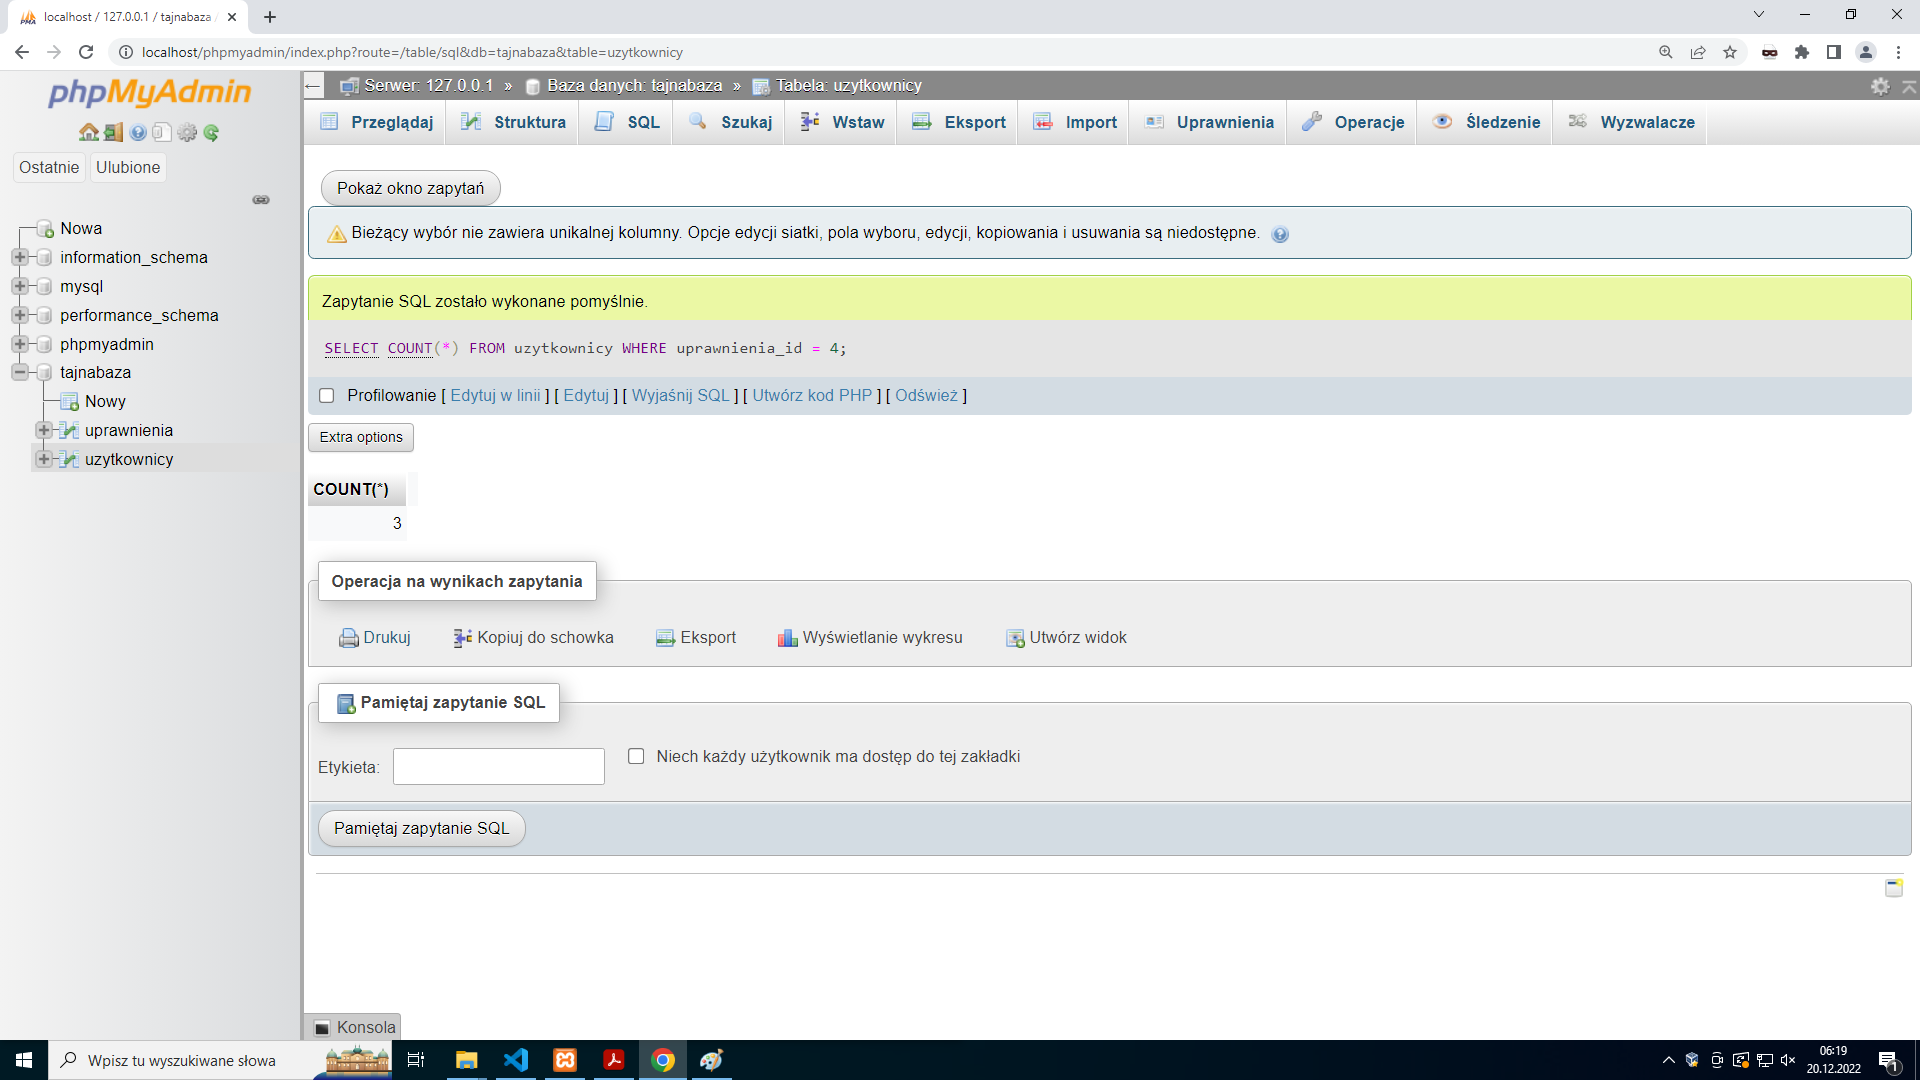 localhost / 127.0.0.1 / tajnabaza
localhost/phpmyadmin/index.php?route=/table/sql&db=tajnabaza&table=uzytkownicy
phpMyAdmin
Ostatnie Ulubione
Nowa
information_schema
mysql
performance_schema
phpmyadmin
tajnabaza
Nowy
uprawnienia
uzytkownicy
Serwer: 127.0.0.1 » Baza danych: tajnabaza » Tabela: uzytkownicy
Przeglądaj Struktura SQL Szukaj Wstaw Eksport Import Uprawnienia Operacje Śledzenie Wyzwalacze
Pokaż okno zapytań
Bieżący wybór nie zawiera unikalnej kolumny. Opcje edycji siatki, pola wyboru, edycji, kopiowania i usuwania są niedostępne.
Zapytanie SQL zostało wykonane pomyślnie.
SELECT COUNT(*) FROM uzytkownicy WHERE uprawnienia_id = 4;
Profilowanie [ Edytuj w linii ] [ Edytuj ] [ Wyjaśnij SQL ] [ Utwórz kod PHP ] [ Odśwież ]
Extra options
COUNT(*)
3
Operacja na wynikach zapytania
Drukuj Kopiuj do schowka Eksport Wyświetlanie wykresu Utwórz widok
Pamiętaj zapytanie SQL
Etykieta: Niech każdy użytkownik ma dostęp do tej zakładki
Pamiętaj zapytanie SQL
Konsola
Wpisz tu wyszukiwane słowa
06:19
20.12.2022
1